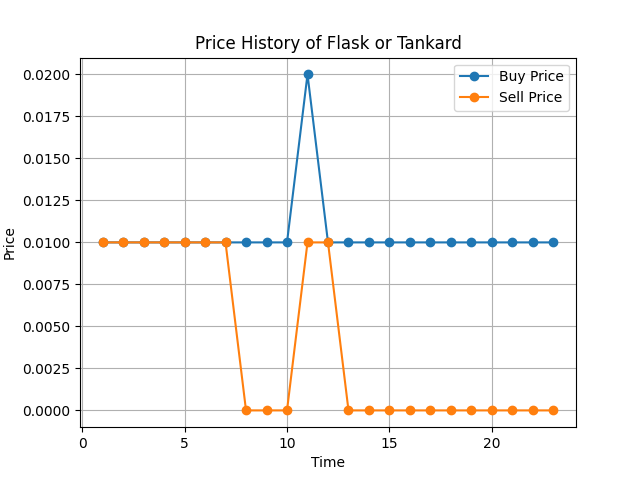 Price History of Flask or Tankard
Buy Price
Sell Price
0.0200
0.0175
0.0150
0.0125
0.0100
0.0075
0.0050
0.0025
0.0000
Price
0 5 10 15 20
Time